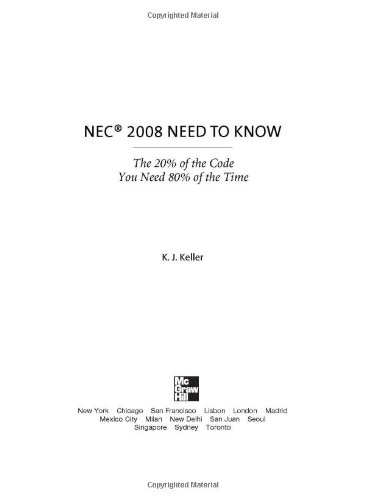 Copyrighted Material
NEC® 2008 NEED TO KNOW
The 20% of the Code
You Need 80% of the Time
K. J. Keller
Mc
Graw
Hill
New York Chicago San Francisco Lisbon London Madrid
Mexico City Milan New Delhi San Juan Seoul
Singapore Sydney Toronto
Copyrighted Material